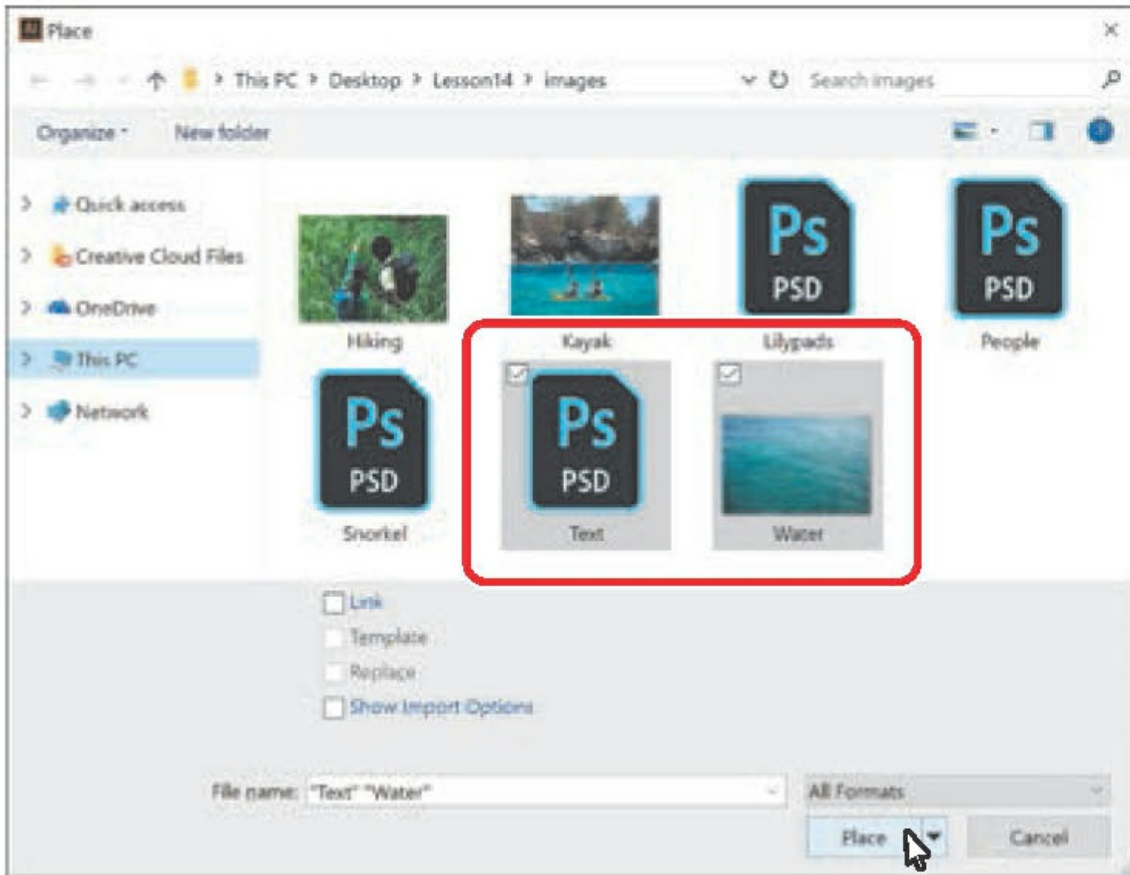 Ai Place
This PC > Desktop > Lesson14 > images
Search images
Organize
New folder
Quick access
Creative Cloud Files
OneDrive
This PC
Network
Hiking
Kayak
Ps
PSD
Lilypads
Ps
PSD
People
Ps
PSD
Snorkel
Ps
PSD
Text
Water
Link
Template
Replace
Show Import Options
File name: "Text" "Water"
All Formats
Place
Cancel